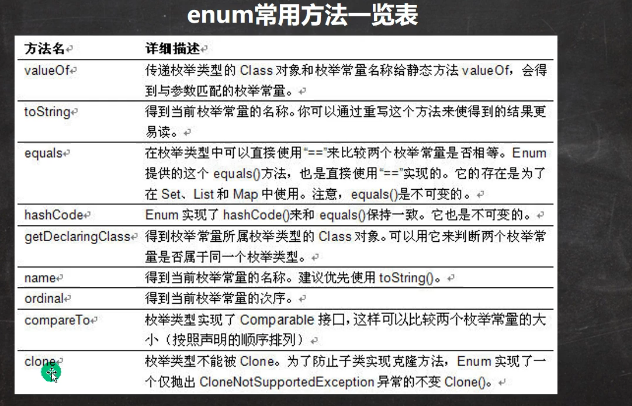 enum常用方法一览表
方法名 详细描述
valueOf 传递枚举类型的 Class 对象和枚举常量名称给静态方法 valueOf，会得
到与参数匹配的枚举常量。
toString 得到当前枚举常量的名称。你可以通过重写这个方法来使得到的结果更
易读。
equals 在枚举类型中可以直接使用“==”来比较两个枚举常量是否相等。Enum
提供的这个 equals()方法，也是直接使用“==”实现的。它的存在是为了
在 Set、List 和 Map 中使用。注意，equals()是不可变的。
hashCode Enum 实现了 hashCode()来和 equals()保持一致。它也是不可变的。
getDeclaringClass 得到枚举常量所属枚举类型的 Class 对象。可以用它来判断两个枚举常
量是否属于同一个枚举类型。
name 得到当前枚举常量的名称。建议优先使用 toString()。
ordinal 得到当前枚举常量的次序。
compareTo 枚举类型实现了 Comparable 接口，这样可以比较两个枚举常量的大
小（按照声明的顺序排列）
clone 枚举类型不能被 Clone。为了防止子类实现克隆方法，Enum 实现了一
个仅抛出 CloneNotSupportedException 异常的不变 Clone()。